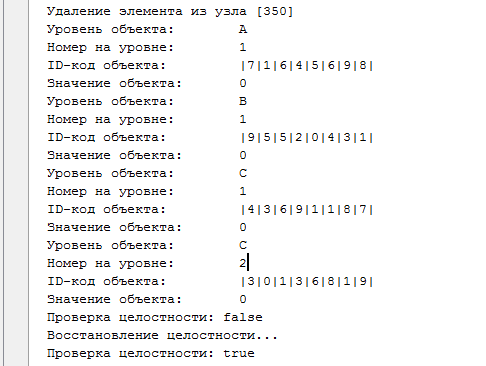 Удаление элемента из узла [350]
Уровень объекта: A
Номер на уровне: 1
ID-код объекта: |7|1|6|4|5|6|9|8|
Значение объекта: 0
Уровень объекта: B
Номер на уровне: 1
ID-код объекта: |9|5|5|2|0|4|3|1|
Значение объекта: 0
Уровень объекта: C
Номер на уровне: 1
ID-код объекта: |4|3|6|9|1|1|8|7|
Значение объекта: 0
Уровень объекта: C
Номер на уровне: 2
ID-код объекта: |3|0|1|3|6|8|1|9|
Значение объекта: 0
Проверка целостности: false
Восстановление целостности...
Проверка целостности: true